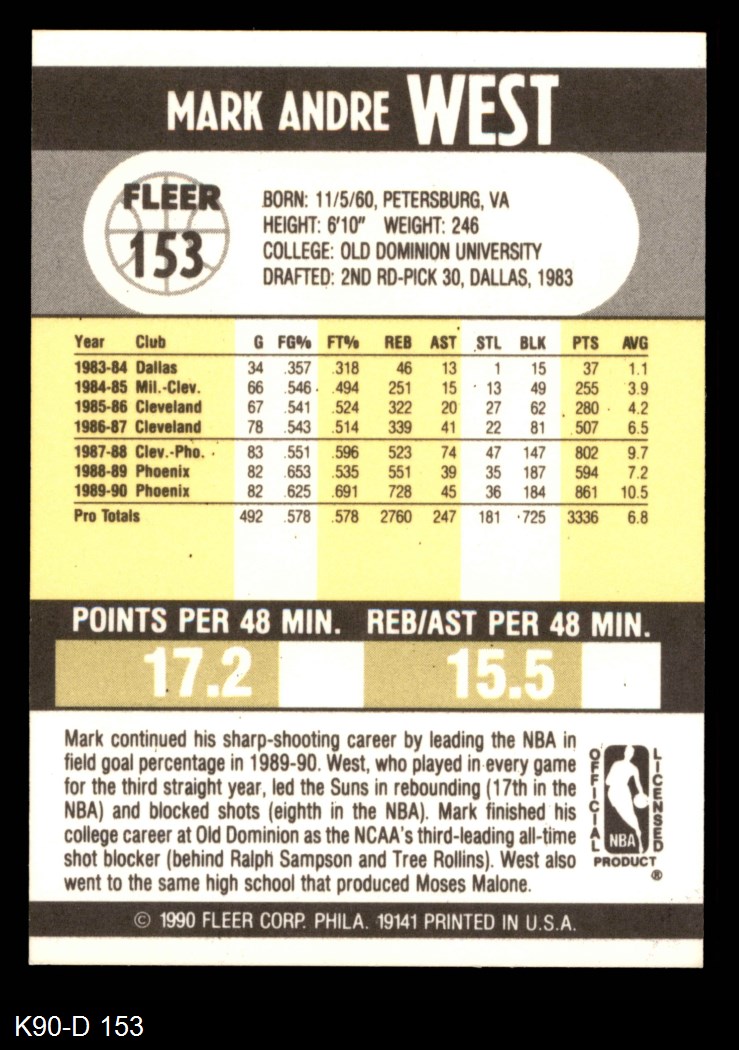 MARK ANDRE WEST
FLEER
153
BORN: 11/5/60, PETERSBURG, VA
HEIGHT: 6'10" WEIGHT: 246
COLLEGE: OLD DOMINION UNIVERSITY
DRAFTED: 2ND RD-PICK 30, DALLAS, 1983
Year Club G FG% FT% REB AST STL BLK PTS AVG
1983-84 Dallas 34 .357 .318 46 13 1 15 37 1.1
1984-85 Mil.-Clev. 66 .546 .494 251 15 13 49 255 3.9
1985-86 Cleveland 67 .541 .524 322 20 27 62 280 4.2
1986-87 Cleveland 78 .543 .514 339 41 22 81 507 6.5
1987-88 Clev.-Pho. 83 .551 .596 523 74 47 147 802 9.7
1988-89 Phoenix 82 .653 .535 551 39 35 187 594 7.2
1989-90 Phoenix 82 .625 .691 728 45 36 184 861 10.5
Pro Totals 492 .578 .578 2760 247 181 725 3336 6.8
POINTS PER 48 MIN. REB/AST PER 48 MIN.
17.2 15.5
Mark continued his sharp-shooting career by leading the NBA in
field goal percentage in 1989-90. West, who played in every game
for the third straight year, led the Suns in rebounding (17th in the
NBA) and blocked shots (eighth in the NBA). Mark finished his
college career at Old Dominion as the NCAA's third-leading all-time
shot blocker (behind Ralph Sampson and Tree Rollins). West also
went to the same high school that produced Moses Malone.
OFFICIAL
NBA
LICENSED
PRODUCT
®
© 1990 FLEER CORP. PHILA. 19141 PRINTED IN U.S.A.
K90-D 153